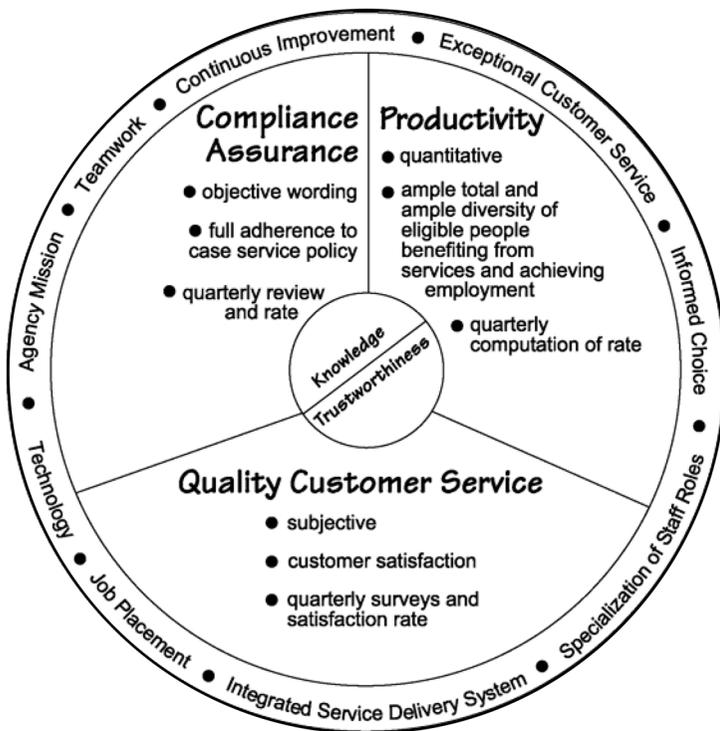 Continuous Improvement
Exceptional Customer Service
Informed Choice
Specialization of Staff Roles
Integrated Service Delivery System
Job Placement
Technology
Agency Mission
Teamwork
Compliance
Assurance
● objective wording
● full adherence to
case service policy
● quarterly review
and rate
Productivity
● quantitative
● ample total and
ample diversity of
eligible people
benefiting from
services and achieving
employment
● quarterly
computation of rate
Knowledge
Trustworthiness
Quality Customer Service
● subjective
● customer satisfaction
● quarterly surveys and
satisfaction rate